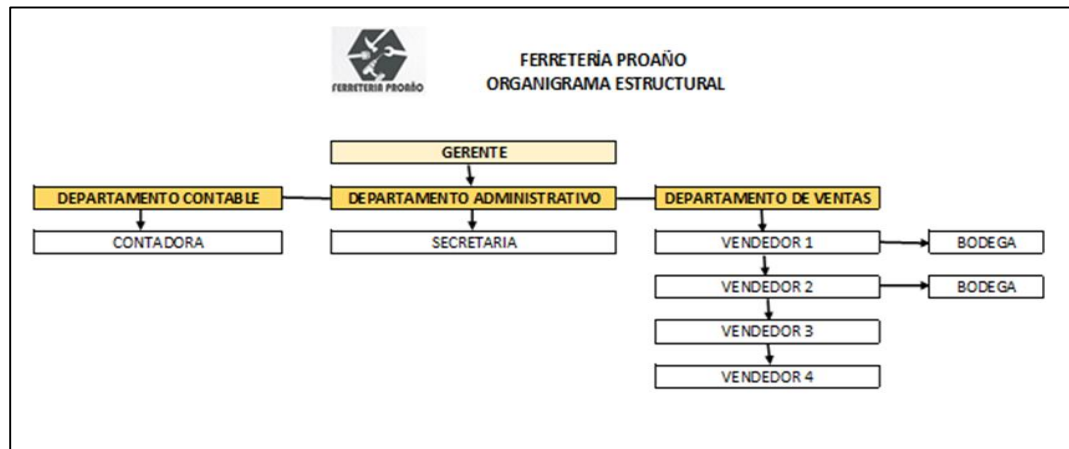 FERRETERIA PROAÑO
FERRETERÍA PROAÑO
ORGANIGRAMA ESTRUCTURAL
GERENTE
DEPARTAMENTO CONTABLE
DEPARTAMENTO ADMINISTRATIVO
DEPARTAMENTO DE VENTAS
CONTADORA
SECRETARIA
VENDEDOR 1
BODEGA
VENDEDOR 2
BODEGA
VENDEDOR 3
VENDEDOR 4